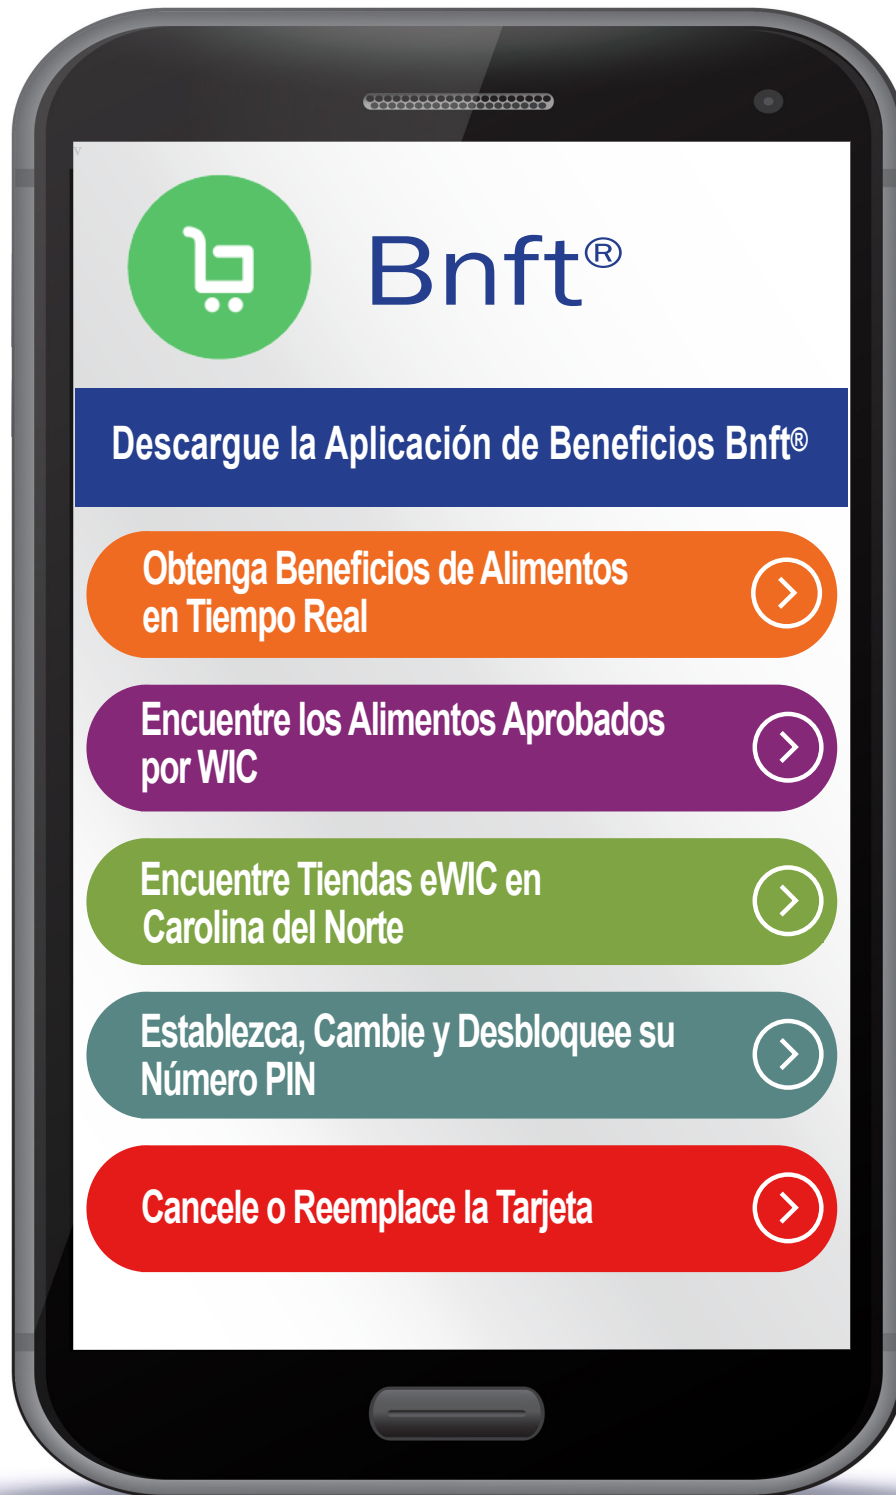 v
Bnft®
Descargue la Aplicación de Beneficios Bnft®
Obtenga Beneficios de Alimentos
en Tiempo Real
Encuentre los Alimentos Aprobados
por WIC
Encuentre Tiendas eWIC en
Carolina del Norte
Establezca, Cambie y Desbloquee su
Número PIN
Cancele o Reemplace la Tarjeta